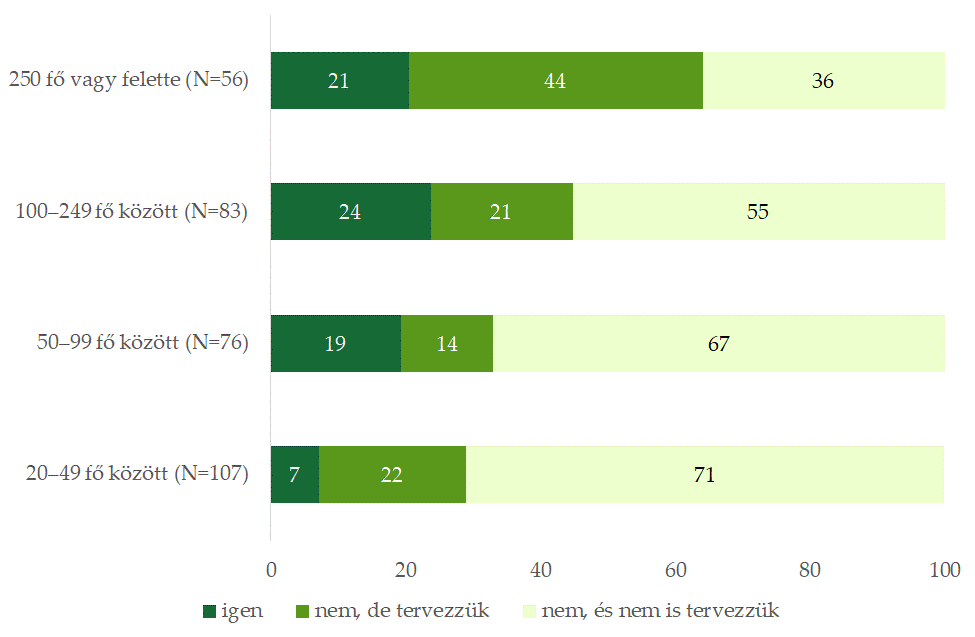 250 fő vagy felette (N=56) 21 44 36
100–249 fő között (N=83) 24 21 55
50–99 fő között (N=76) 19 14 67
20–49 fő között (N=107) 7 22 71
0 20 40 60 80 100
igen nem, de tervezzük nem, és nem is tervezzük